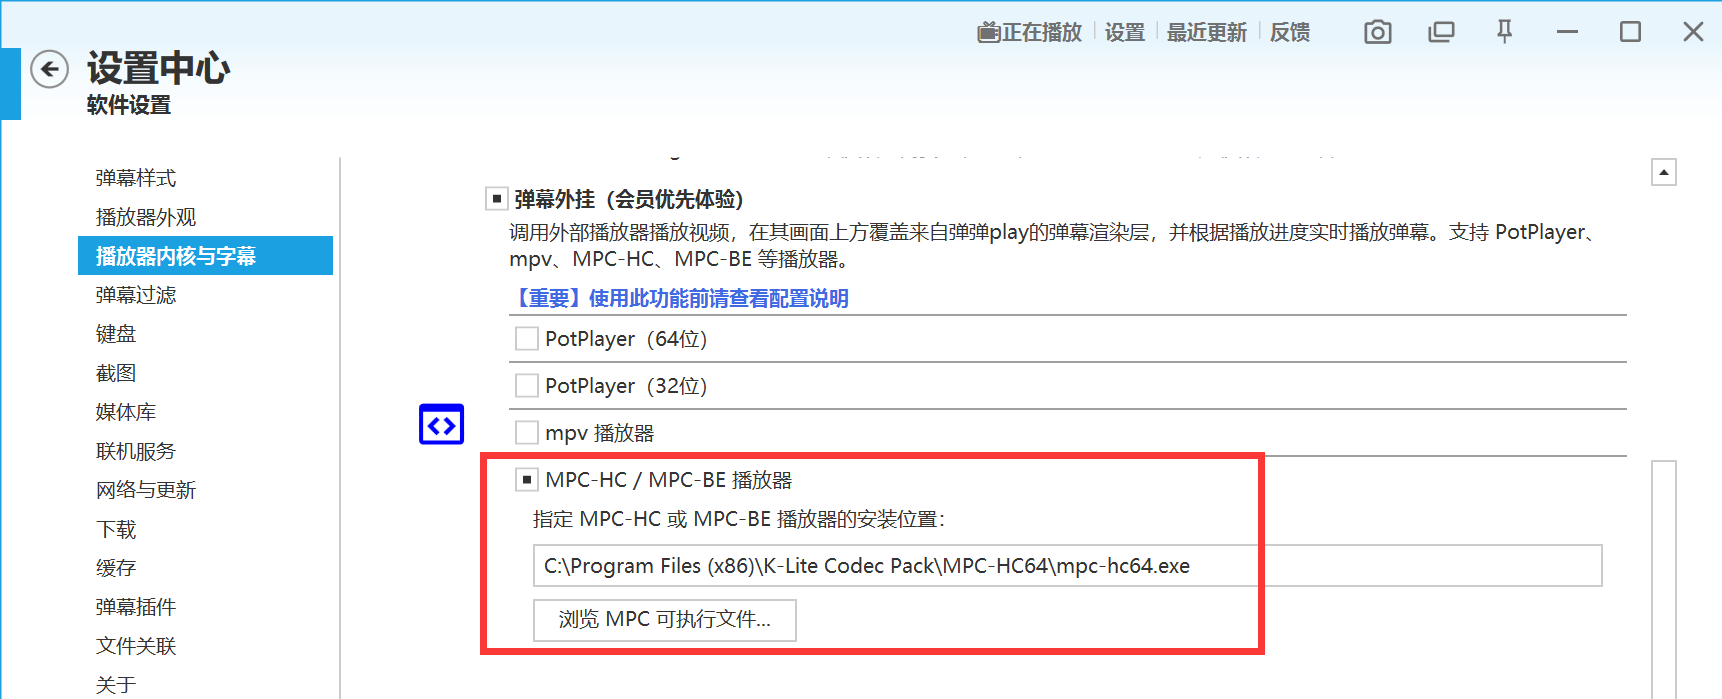 正在播放 设置 最近更新 反馈
设置中心
软件设置
弹幕样式
播放器外观
播放器内核与字幕
弹幕过滤
键盘
截图
媒体库
联机服务
网络与更新
下载
缓存
弹幕插件
文件关联
关于
弹幕外挂（会员优先体验）
调用外部播放器播放视频，在其画面上方覆盖来自弹弹play的弹幕渲染层，并根据播放进度实时播放弹幕。支持 PotPlayer、
mpv、MPC-HC、MPC-BE 等播放器。
【重要】使用此功能前请查看配置说明
PotPlayer（64位）
PotPlayer（32位）
mpv 播放器
MPC-HC / MPC-BE 播放器
指定 MPC-HC 或 MPC-BE 播放器的安装位置：
C:\Program Files (x86)\K-Lite Codec Pack\MPC-HC64\mpc-hc64.exe
浏览 MPC 可执行文件...